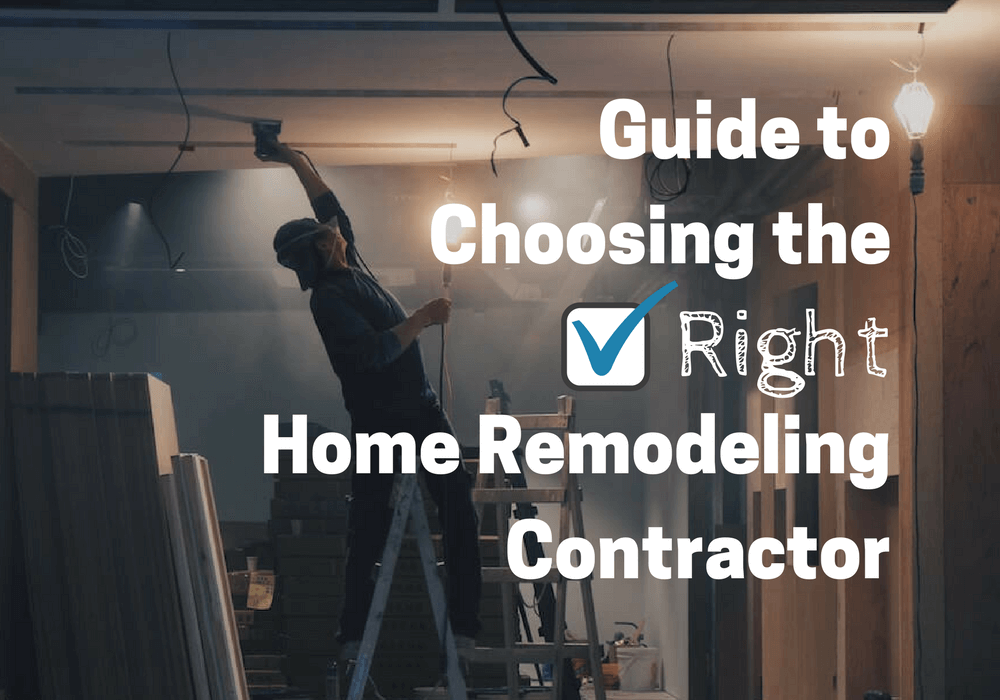 Guide to
Choosing the
Right
Home Remodeling
Contractor